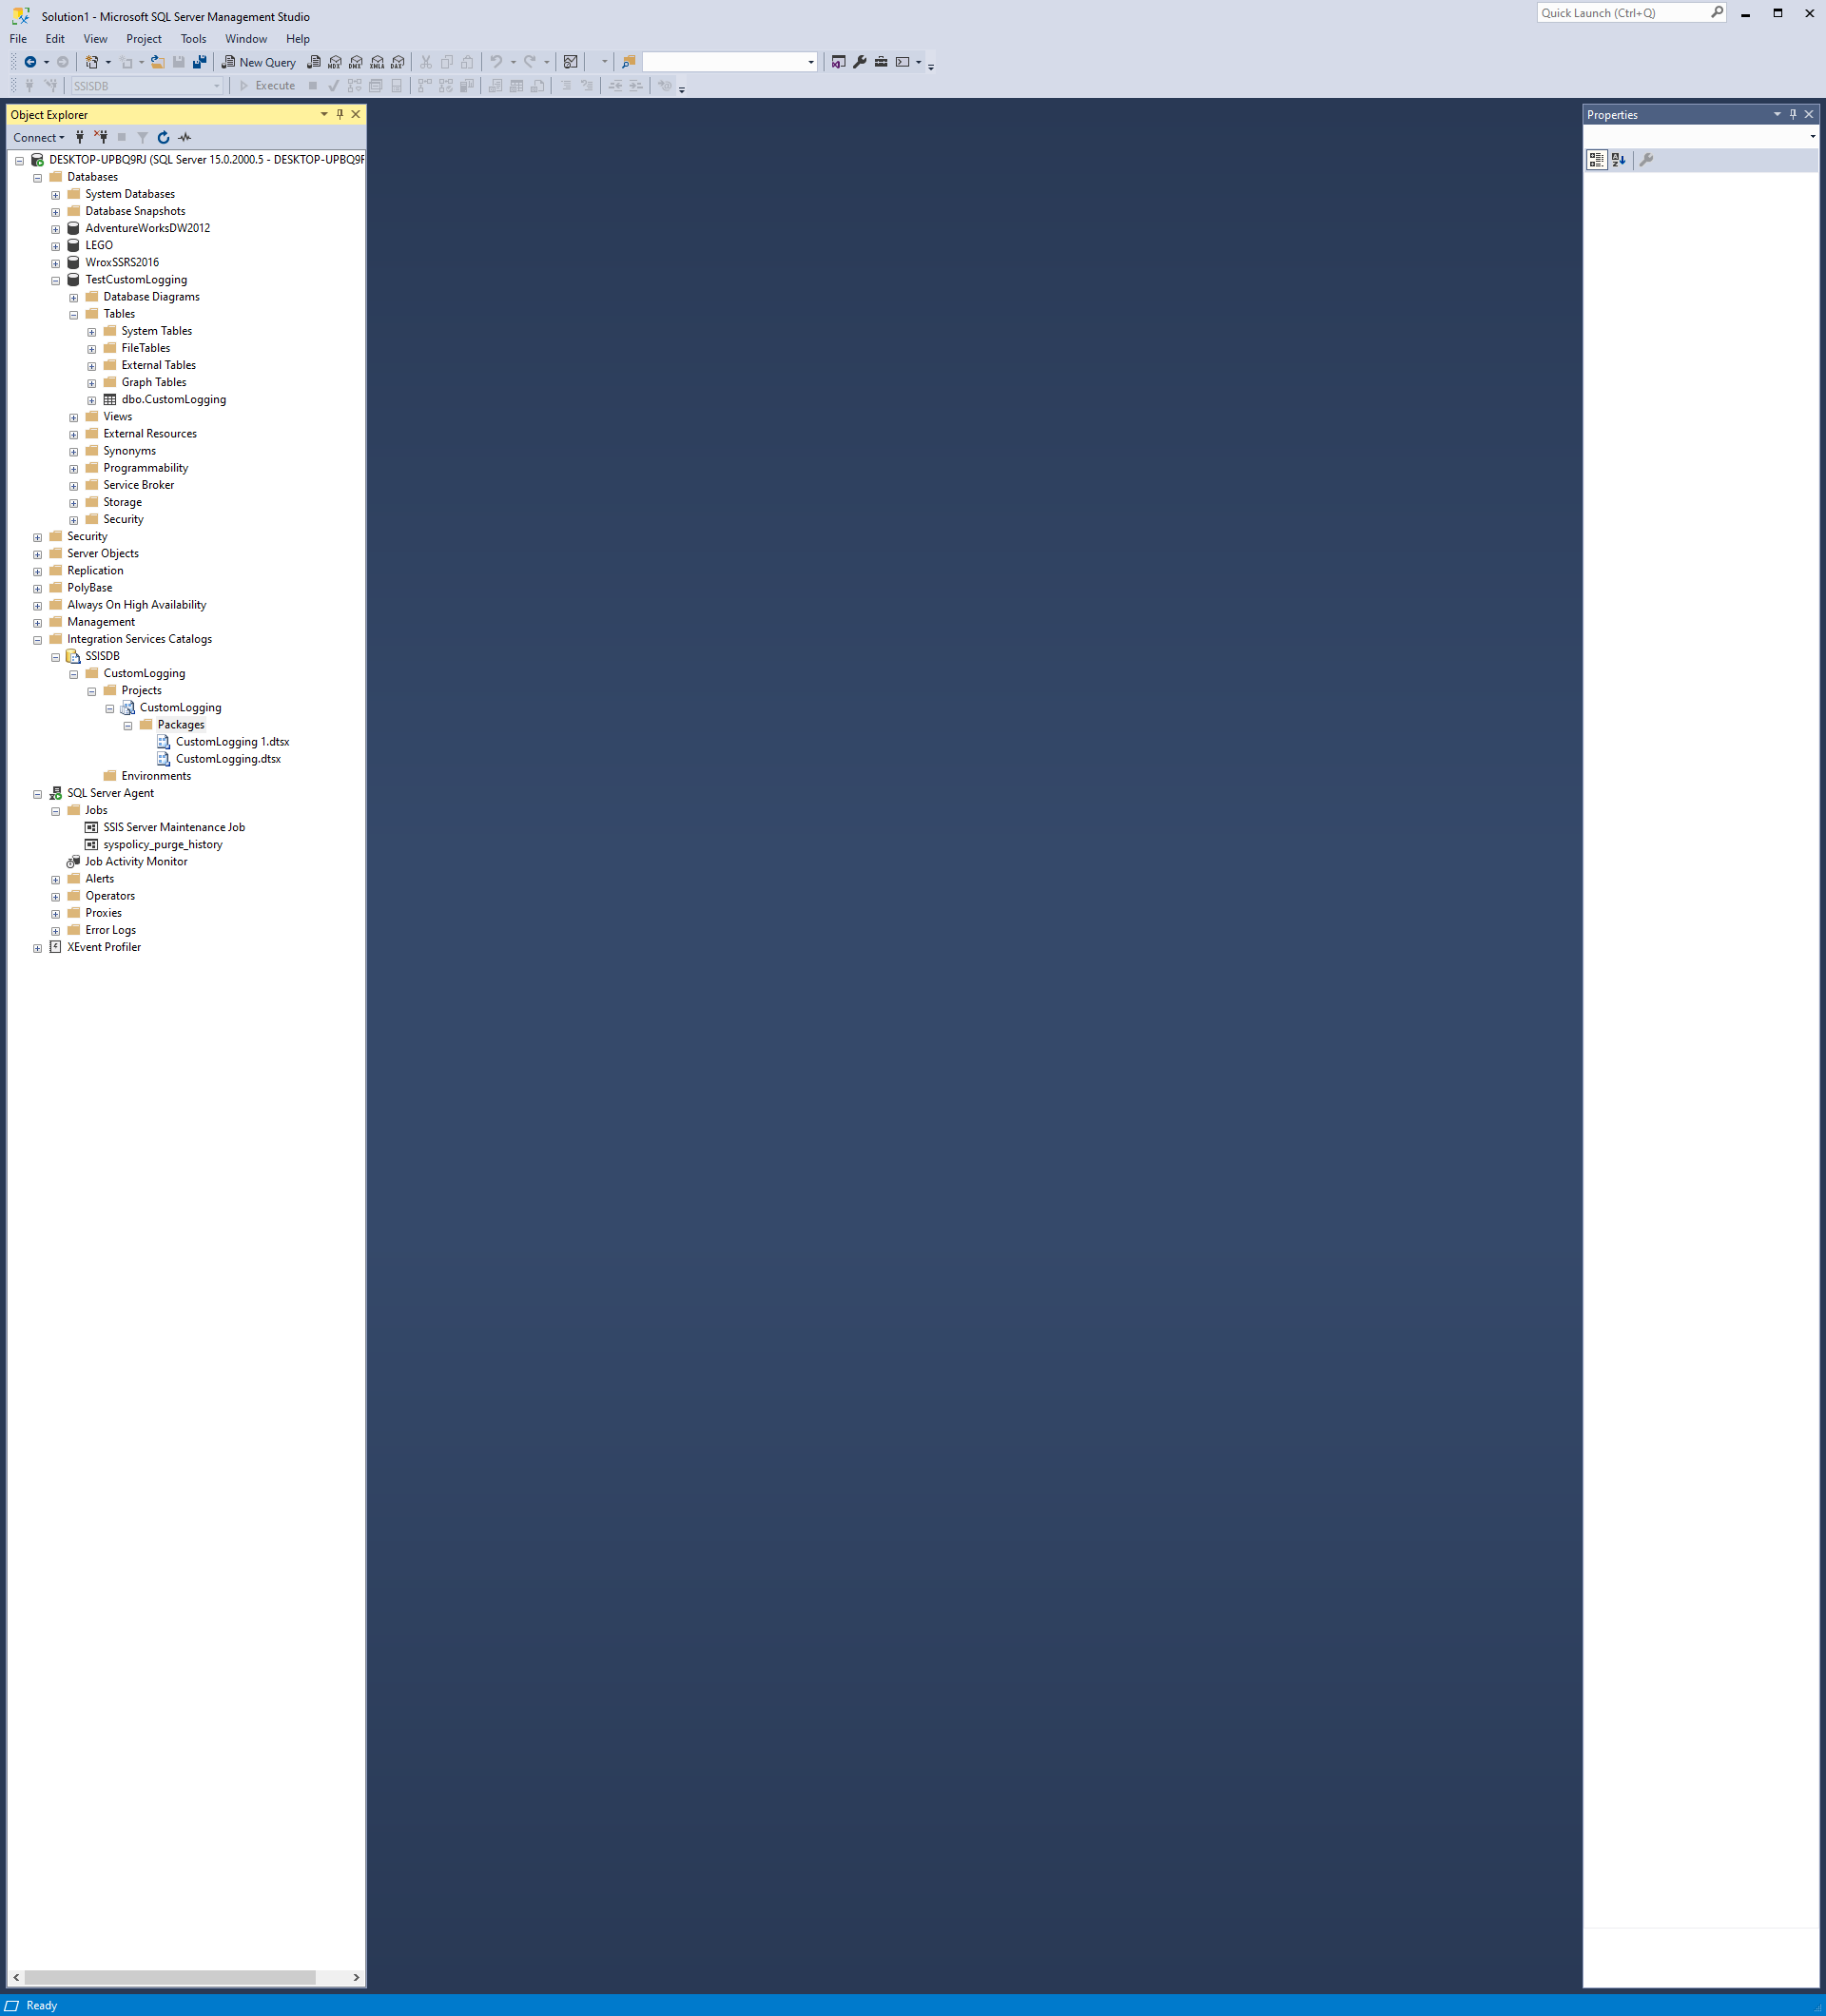 Solution1 - Microsoft SQL Server Management Studio
Quick Launch (Ctrl+Q)
File Edit View Project Tools Window Help
New Query MDX DMX XMLA DAX
SSISDB Execute
Object Explorer
Connect
DESKTOP-UPBQ9RJ (SQL Server 15.0.2000.5 - DESKTOP-UPBQ9R
Databases
System Databases
Database Snapshots
AdventureWorksDW2012
LEGO
WroxSSRS2016
TestCustomLogging
Database Diagrams
Tables
System Tables
FileTables
External Tables
Graph Tables
dbo.CustomLogging
Views
External Resources
Synonyms
Programmability
Service Broker
Storage
Security
Security
Server Objects
Replication
PolyBase
Always On High Availability
Management
Integration Services Catalogs
SSISDB
CustomLogging
Projects
CustomLogging
Packages
CustomLogging 1.dtsx
CustomLogging.dtsx
Environments
SQL Server Agent
Jobs
SSIS Server Maintenance Job
syspolicy_purge_history
Job Activity Monitor
Alerts
Operators
Proxies
Error Logs
XEvent Profiler
Properties
Ready